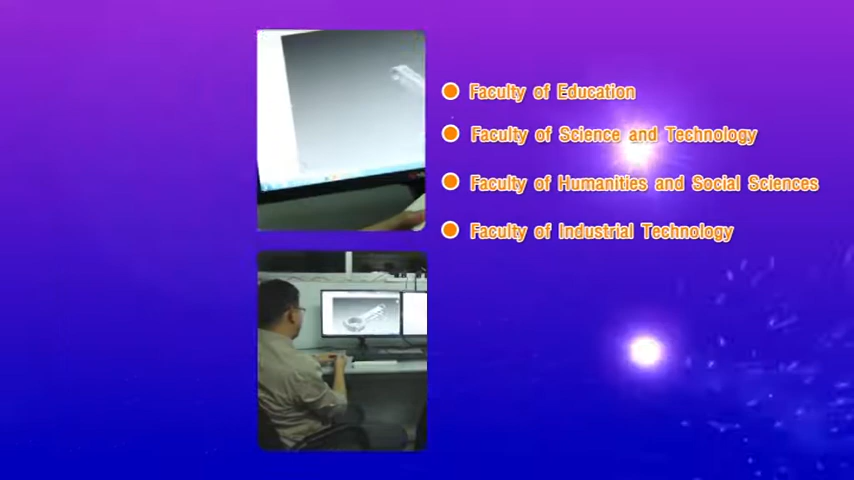 Faculty of Education
Faculty of Science and Technology
Faculty of Humanities and Social Sciences
Faculty of Industrial Technology